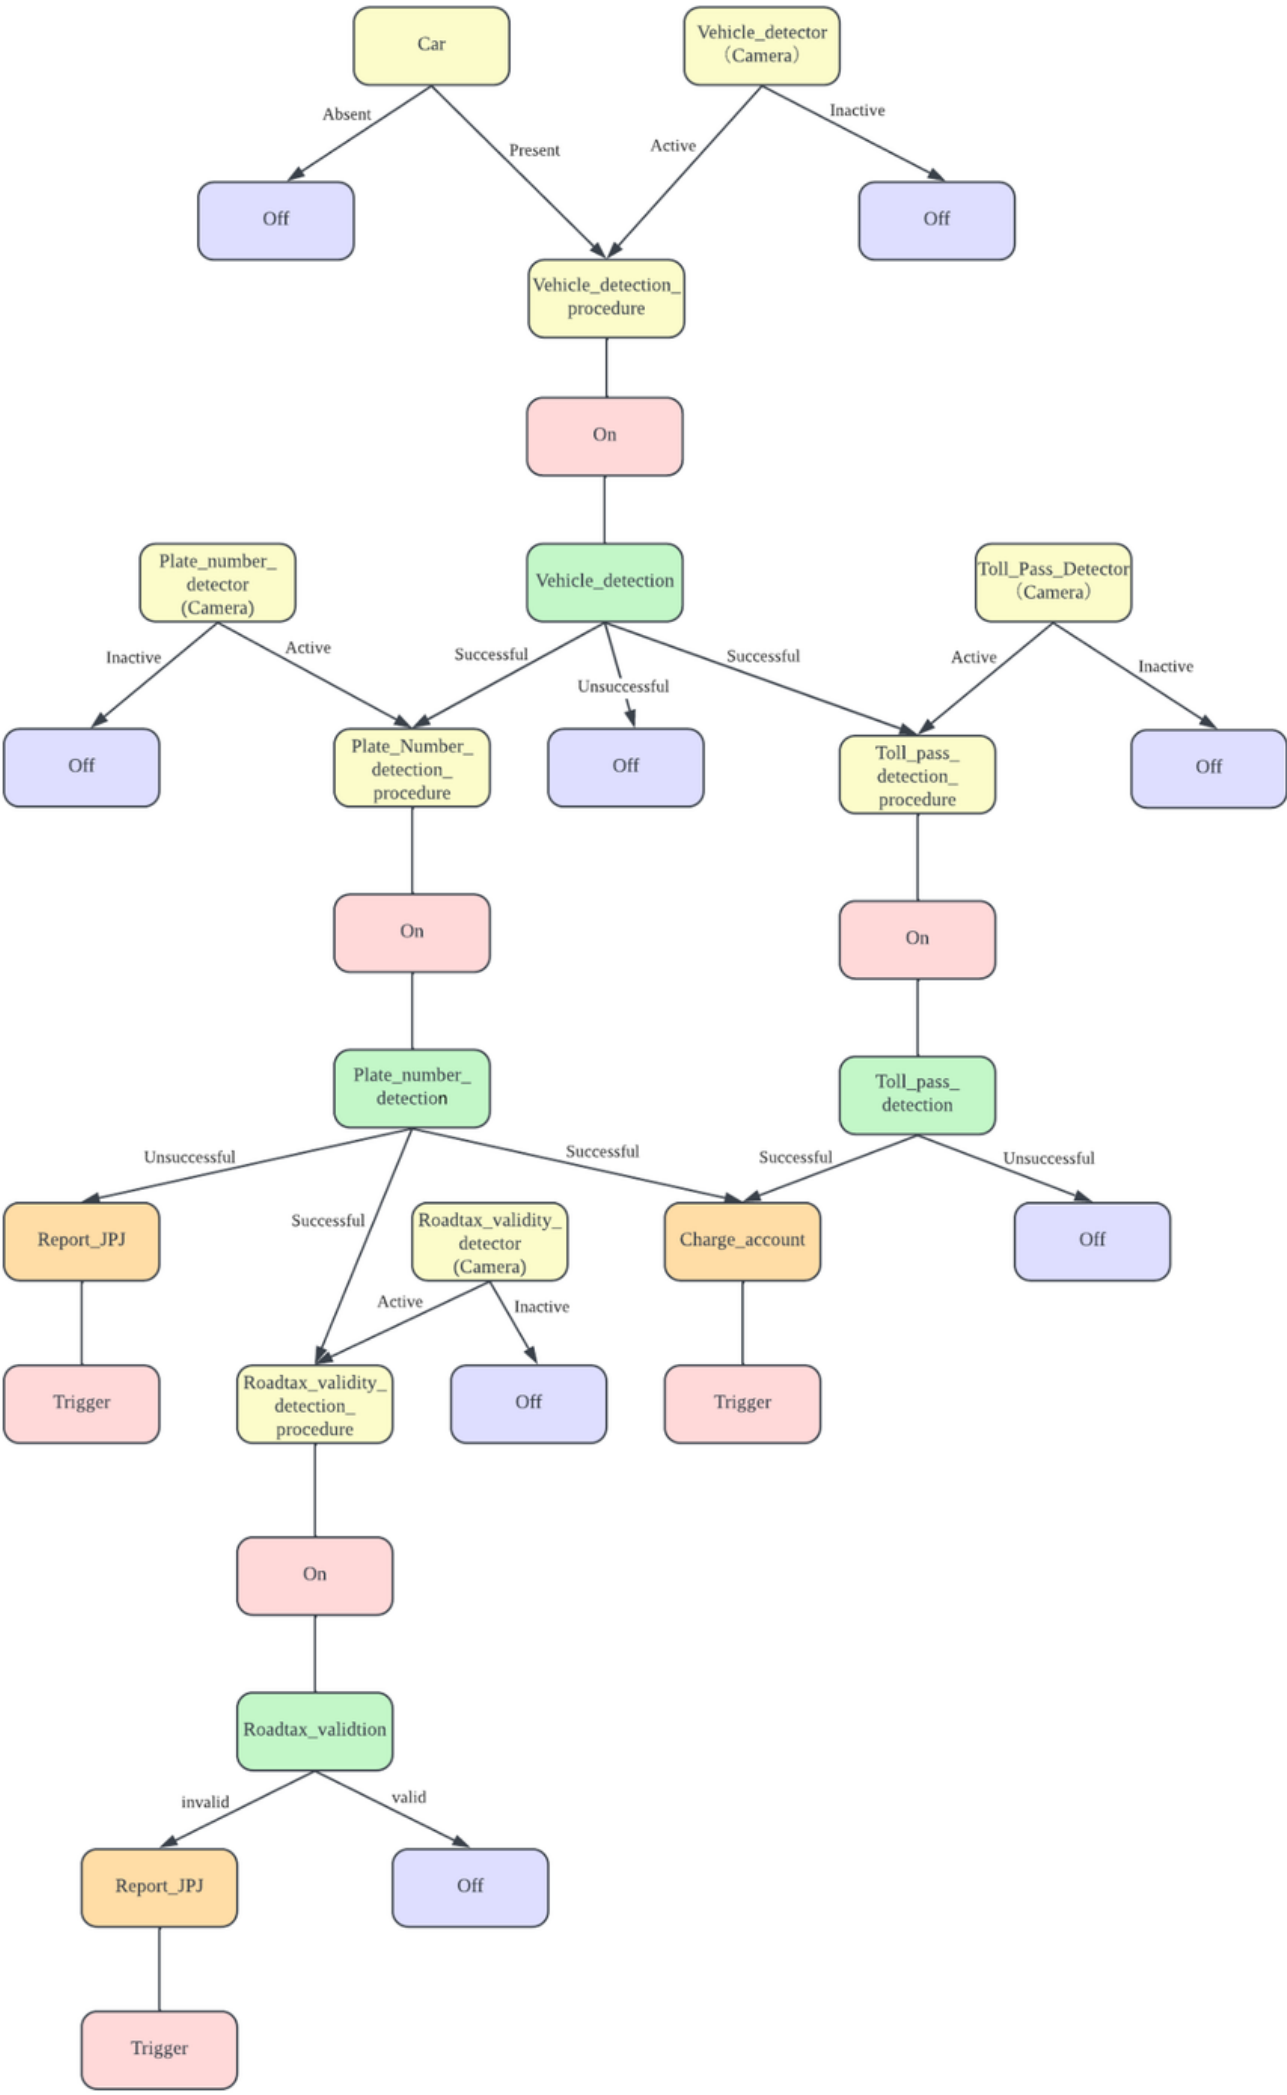 Car
Vehicle_detector
（Camera）
Absent
Present
Active
Inactive
Off
Off
Vehicle_detection_
procedure
On
Plate_number_
detector
(Camera)
Vehicle_detection
Toll_Pass_Detector
（Camera）
Inactive
Active
Successful
Unsuccessful
Successful
Active
Inactive
Off
Plate_Number_
detection_
procedure
Off
Toll_pass_
detection_
procedure
Off
On
On
Plate_number_
detection
Toll_pass_
detection
Unsuccessful
Successful
Successful
Successful
Unsuccessful
Report_JPJ
Roadtax_validity_
detector
(Camera)
Charge_account
Off
Active
Inactive
Trigger
Roadtax_validity_
detection_
procedure
Off
Trigger
On
Roadtax_validtion
invalid
valid
Report_JPJ
Off
Trigger